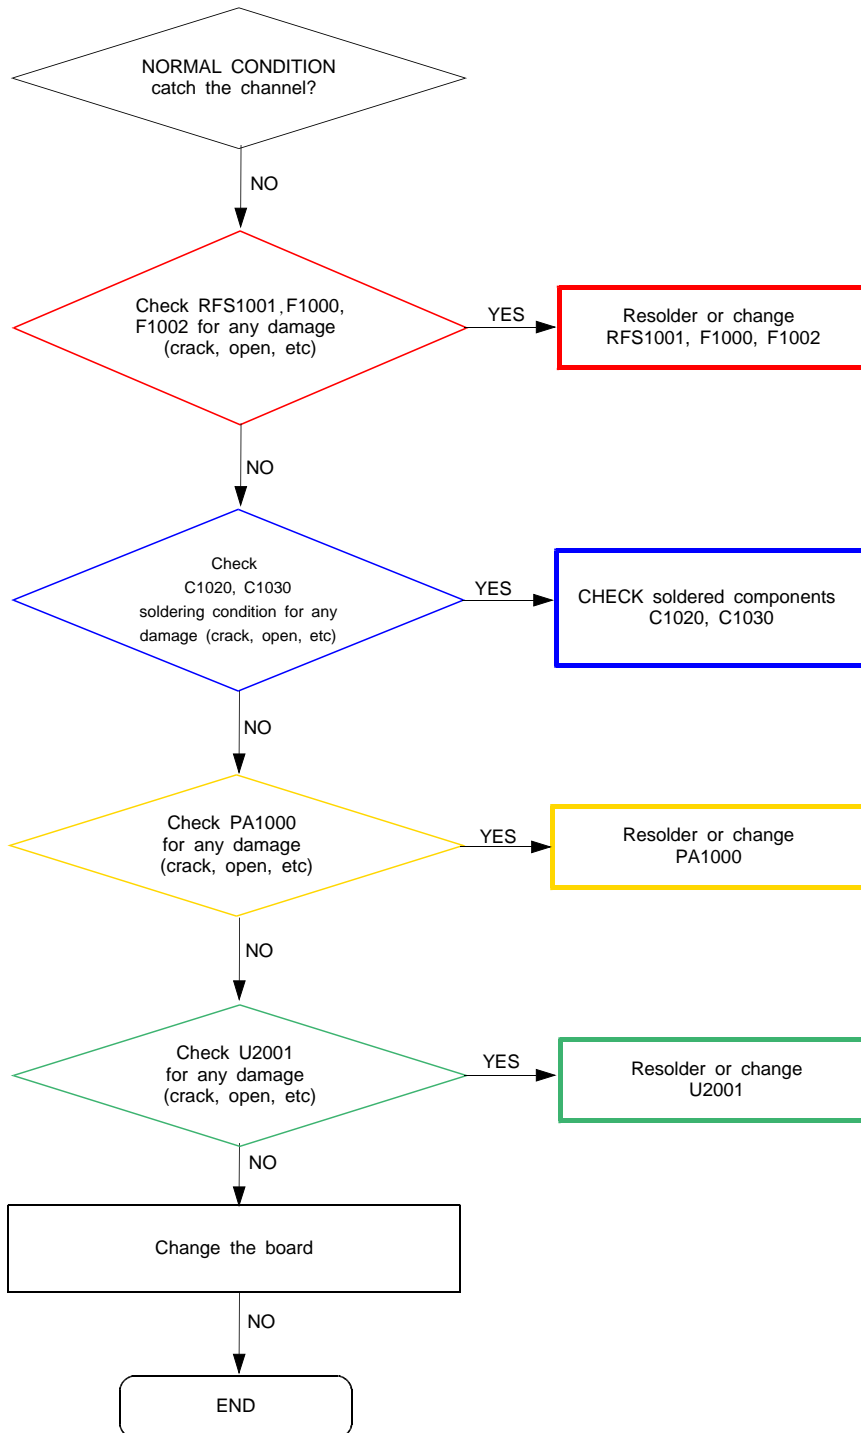 NORMAL CONDITION
catch the channel?
NO
Check RFS1001, F1000,
F1002 for any damage
(crack, open, etc)
YES
Resolder or change
RFS1001, F1000, F1002
NO
Check
C1020, C1030
soldering condition for any
damage (crack, open, etc)
YES
CHECK soldered components
C1020, C1030
NO
Check PA1000
for any damage
(crack, open, etc)
YES
Resolder or change
PA1000
NO
Check U2001
for any damage
(crack, open, etc)
YES
Resolder or change
U2001
NO
Change the board
NO
END